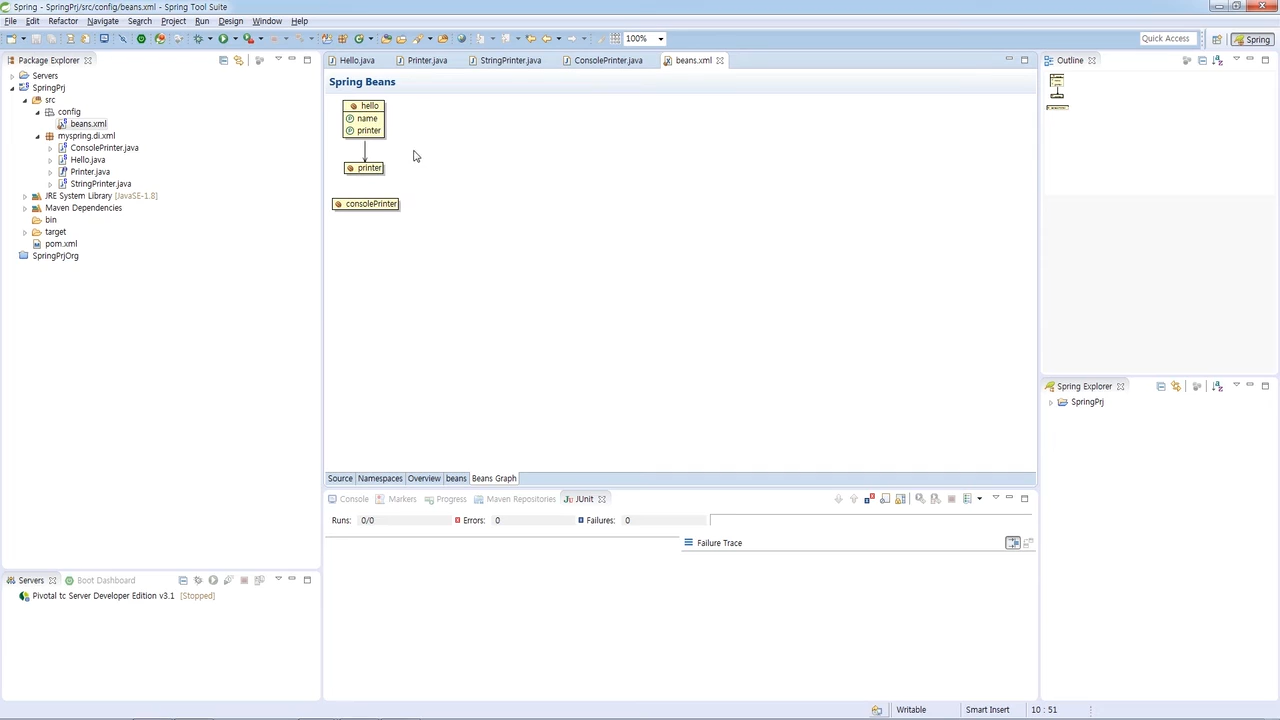 Spring - SpringPrj/src/config/beans.xml - Spring Tool Suite
File Edit Refactor Navigate Search Project Run Design Window Help
100% Quick Access Spring
Package Explorer
Servers
SpringPrj
src
config
beans.xml
myspring.di.xml
ConsolePrinter.java
Hello.java
Printer.java
StringPrinter.java
JRE System Library [JavaSE-1.8]
Maven Dependencies
bin
target
pom.xml
SpringPrjOrg
Servers Boot Dashboard
Pivotal tc Server Developer Edition v3.1 [Stopped]
Hello.java Printer.java StringPrinter.java ConsolePrinter.java beans.xml
Spring Beans
hello
name
printer
printer
consolePrinter
Source Namespaces Overview beans Beans Graph
Console Markers Progress Maven Repositories JUnit
Runs: 0/0 Errors: 0 Failures: 0
Failure Trace
Outline
Spring Explorer
SpringPrj
Writable Smart Insert 10 : 51